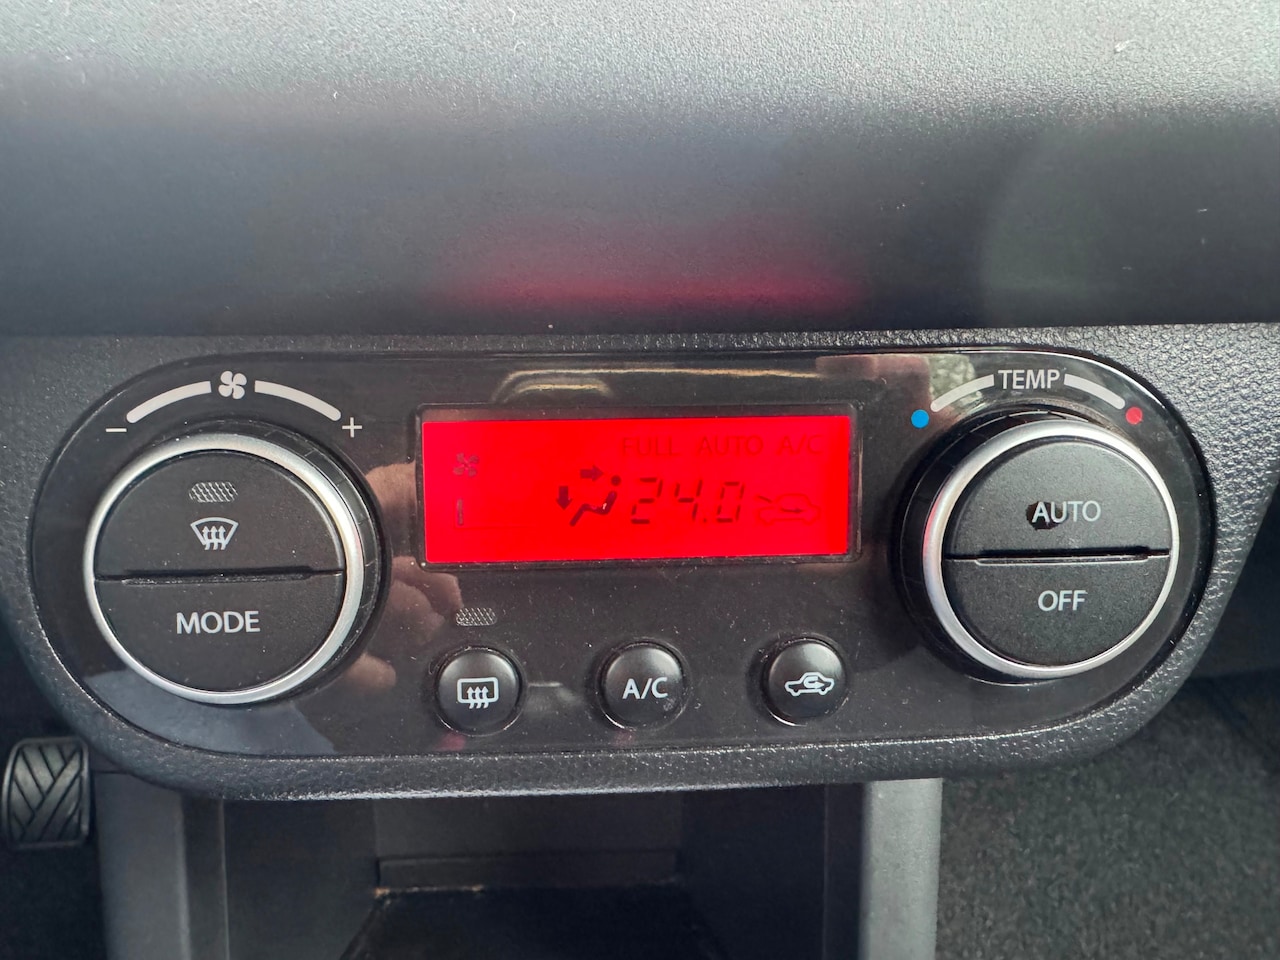 TEMP
− +
FULL AUTO A/C
24.0
AUTO
OFF
MODE
A/C